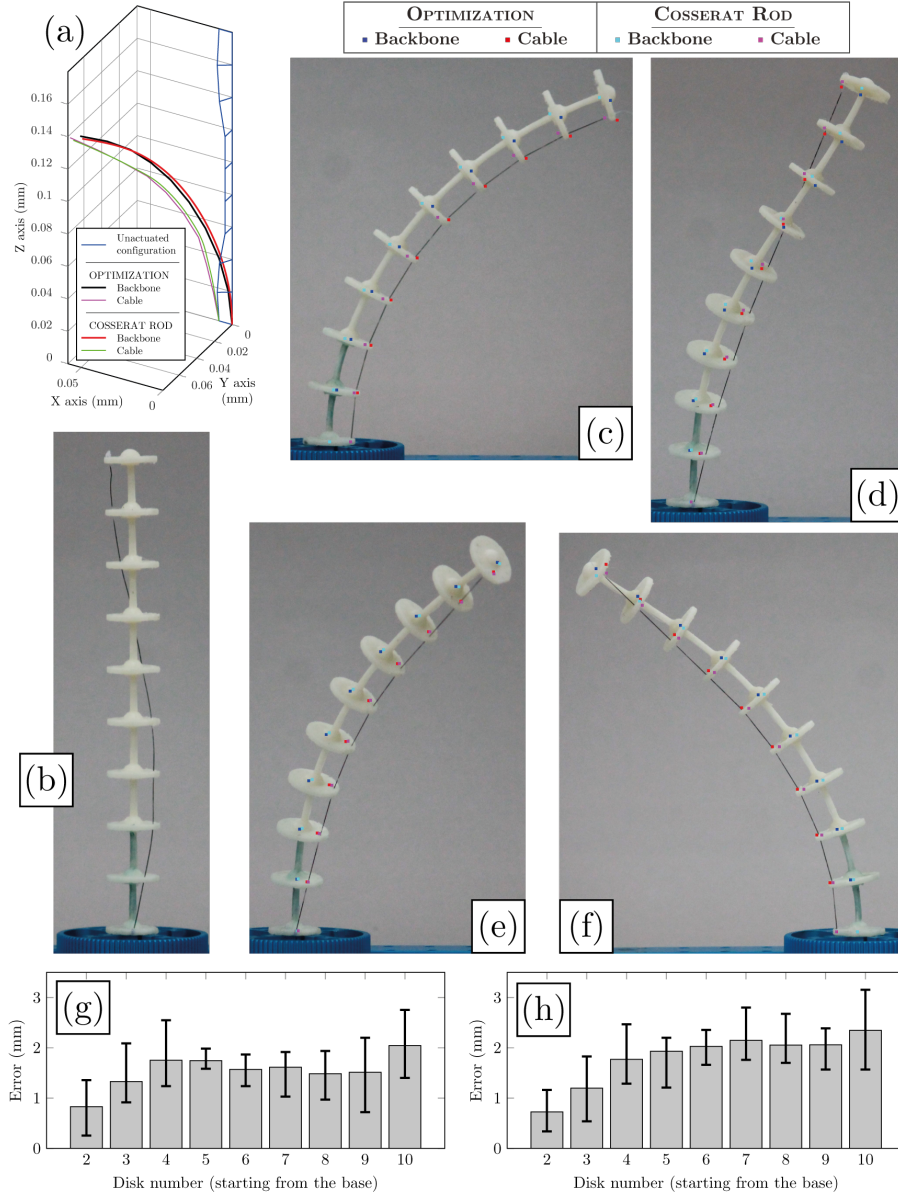 (a)
OPTIMIZATION
Backbone Cable
COSSERAT ROD
Backbone Cable
0.16
0.14
0.12
0.1
0.08
0.06
0.04
0.02
0
Z axis (mm)
Unactuated
configuration
OPTIMIZATION
Backbone
Cable
COSSERAT ROD
Backbone
Cable
0.05
0
X axis (mm)
0
0.02
0.04
0.06
Y axis
(mm)
(c)
(d)
(b)
(e)
(f)
(g)
3
2
1
0
Error (mm)
2 3 4 5 6 7 8 9 10
Disk number (starting from the base)
(h)
3
2
1
0
Error (mm)
2 3 4 5 6 7 8 9 10
Disk number (starting from the base)